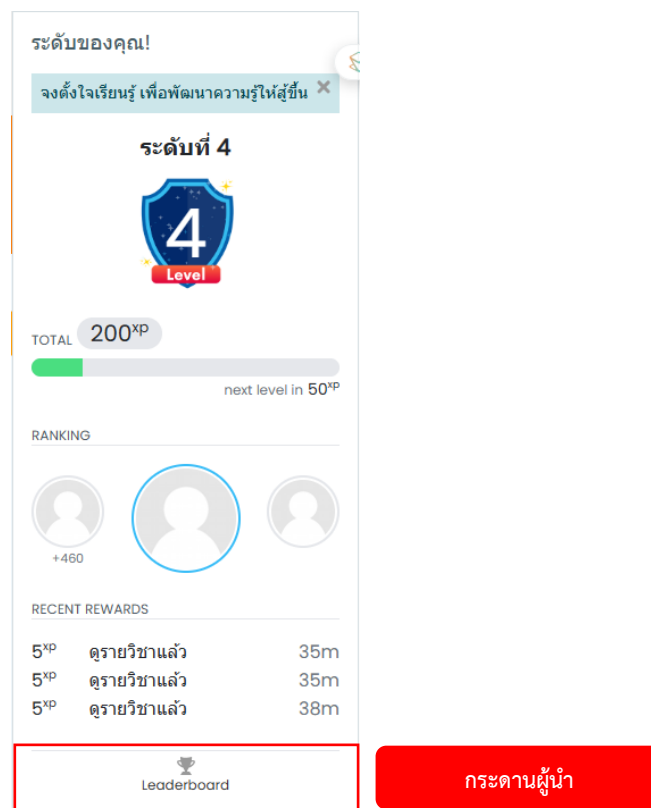 ระดับของคุณ!
จงตั้งใจเรียนรู้ เพื่อพัฒนาความรู้ให้สู้ขึ้น ×
ระดับที่ 4
4
Level
TOTAL 200xp
next level in 50xp
RANKING
+460
RECENT REWARDS
5xp ดูรายวิชาแล้ว 35m
5xp ดูรายวิชาแล้ว 35m
5xp ดูรายวิชาแล้ว 38m
Leaderboard
กระดานผู้นำ